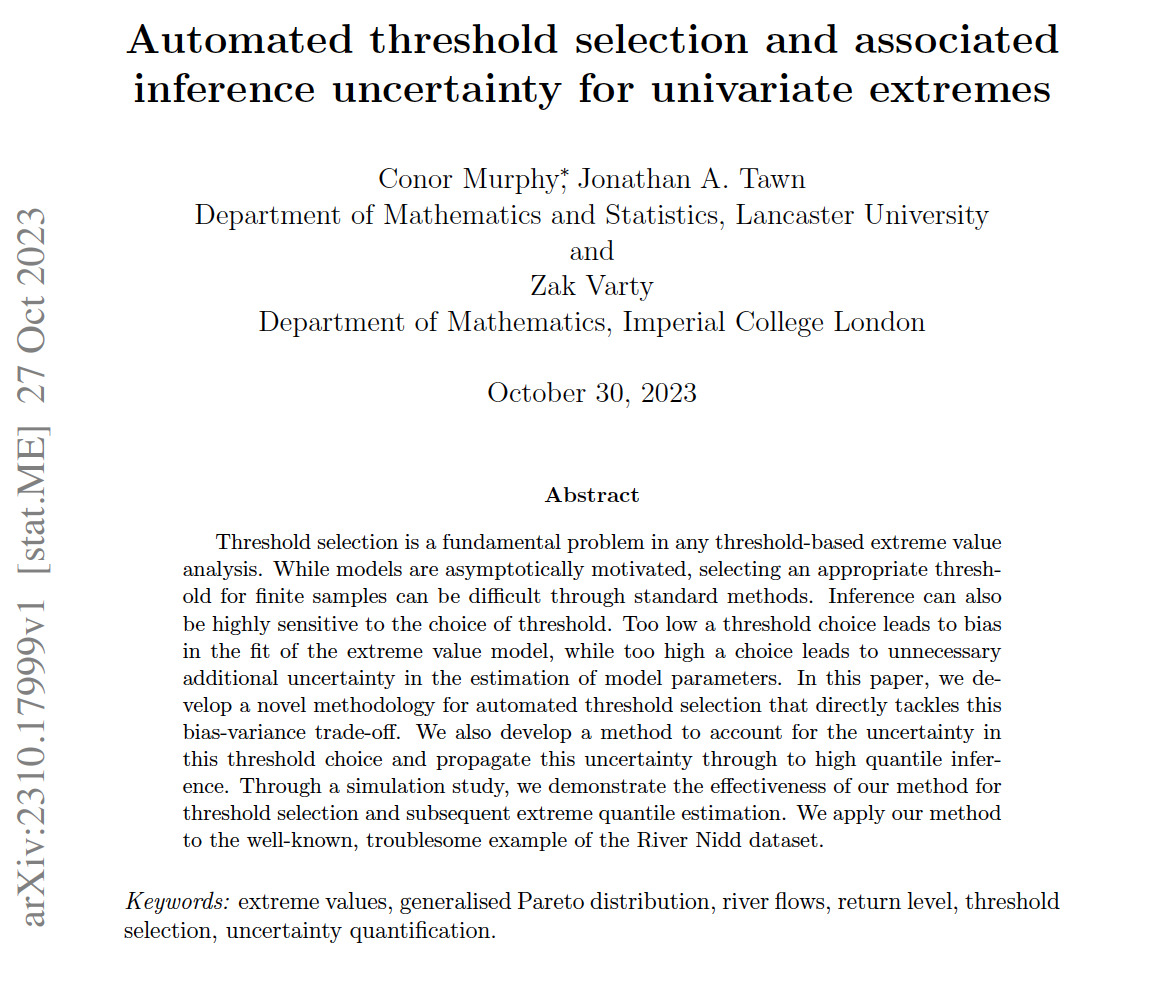 Automated threshold selection and associated
inference uncertainty for univariate extremes
Conor Murphy*, Jonathan A. Tawn
Department of Mathematics and Statistics, Lancaster University
and
Zak Varty
Department of Mathematics, Imperial College London
October 30, 2023
Abstract
Threshold selection is a fundamental problem in any threshold-based extreme value
analysis. While models are asymptotically motivated, selecting an appropriate thresh-
old for finite samples can be difficult through standard methods. Inference can also
be highly sensitive to the choice of threshold. Too low a threshold choice leads to bias
in the fit of the extreme value model, while too high a choice leads to unnecessary
additional uncertainty in the estimation of model parameters. In this paper, we de-
velop a novel methodology for automated threshold selection that directly tackles this
bias-variance trade-off. We also develop a method to account for the uncertainty in
this threshold choice and propagate this uncertainty through to high quantile infer-
ence. Through a simulation study, we demonstrate the effectiveness of our method for
threshold selection and subsequent extreme quantile estimation. We apply our method
to the well-known, troublesome example of the River Nidd dataset.
Keywords: extreme values, generalised Pareto distribution, river flows, return level, threshold
selection, uncertainty quantification.
arXiv:2310.17999v1 [stat.ME] 27 Oct 2023